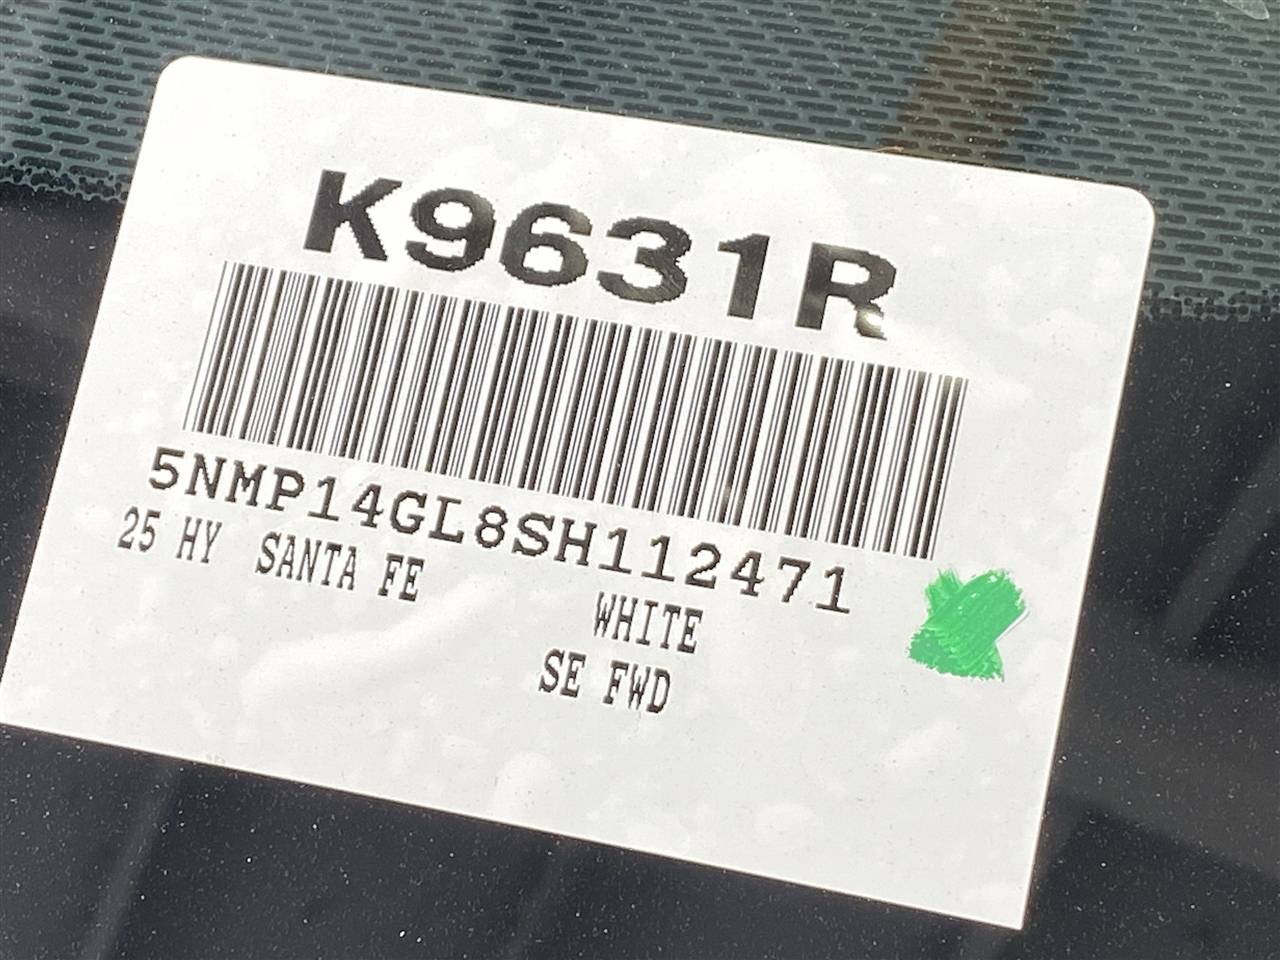 K9631R
5NMP14GL8SH112471
25 HY SANTA FE
WHITE
SE FWD